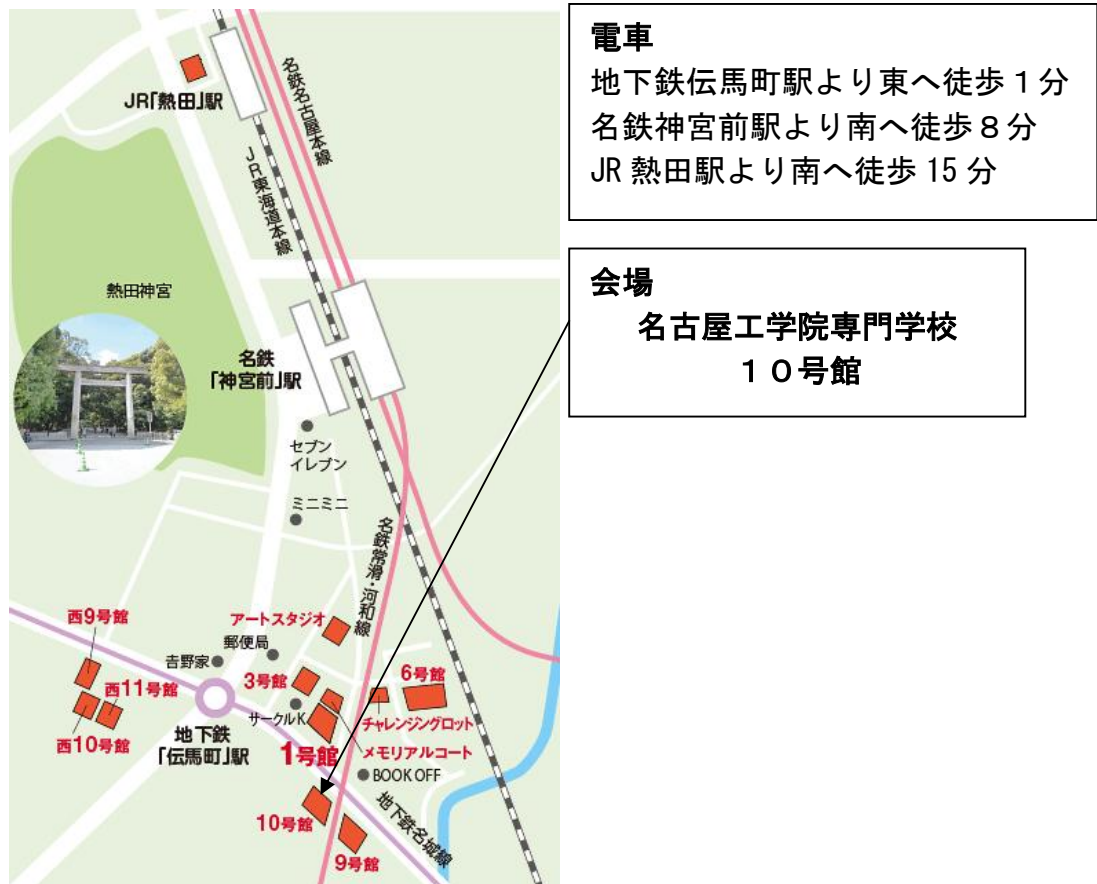 電車
地下鉄伝馬町駅より東へ徒歩１分
名鉄神宮前駅より南へ徒歩８分
JR 熱田駅より南へ徒歩 15 分
会場
名古屋工学院専門学校
１０号館
JR「熱田」駅
名鉄名古屋本線
JR東海道本線
熱田神宮
名鉄
「神宮前」駅
セブン
イレブン
ミニミニ
名鉄常滑・河和線
西9号館
アートスタジオ
郵便局
吉野家
3号館
6号館
西11号館
サークルK
チャレンジングロット
地下鉄
「伝馬町」駅
西10号館
1号館
メモリアルコート
BOOK OFF
地下鉄名城線
10号館
9号館